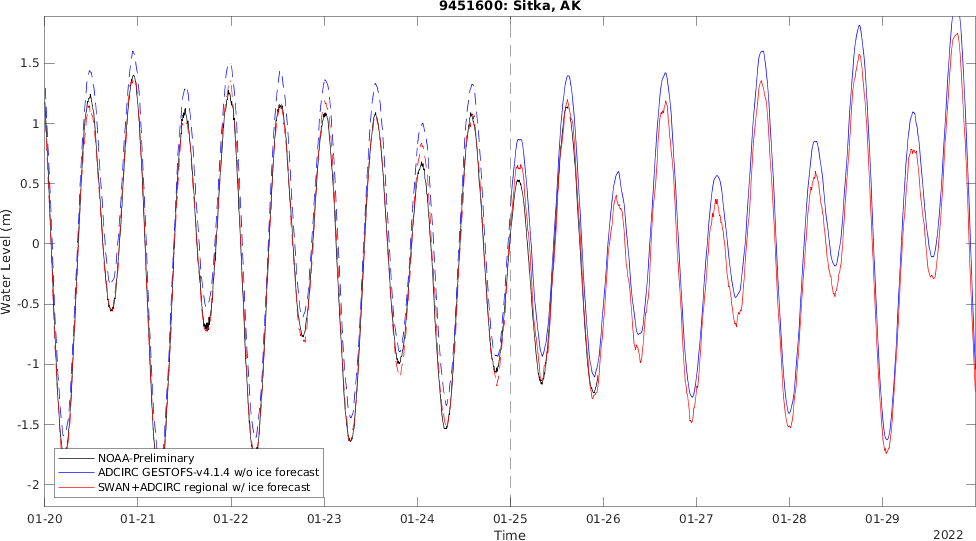 9451600: Sitka, AK
Water Level (m)
1.5
1
0.5
0
-0.5
-1
-1.5
-2
NOAA-Preliminary
ADCIRC GESTOFS-v4.1.4 w/o ice forecast
SWAN+ADCIRC regional w/ ice forecast
01-20 01-21 01-22 01-23 01-24 01-25 01-26 01-27 01-28 01-29
Time
2022